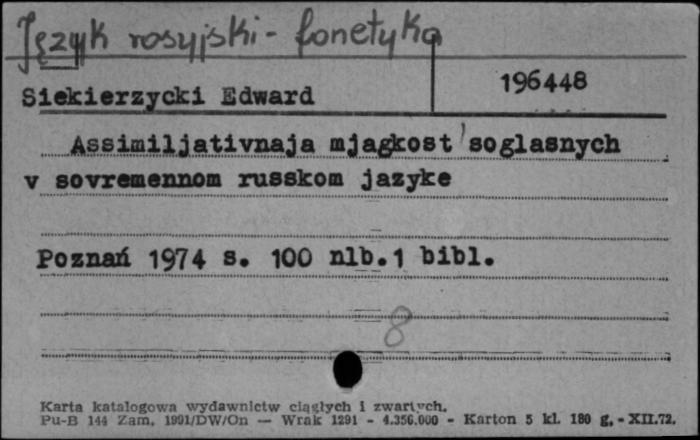 Język rosyjski - fonetyka
Siekierzycki Edward
196448
Assimiljativnaja mjagkost' soglasnych
v sovremennom russkom jazyke
Poznań 1974 s. 100 nlb.1 bibl.
8
Karta katalogowa wydawnictw ciągłych i zwartych.
Pu-B 144 Zam. 1991/DW/On — Wrak 1291 - 4.356.000 - Karton 5 kl. 180 g. - XII.72.